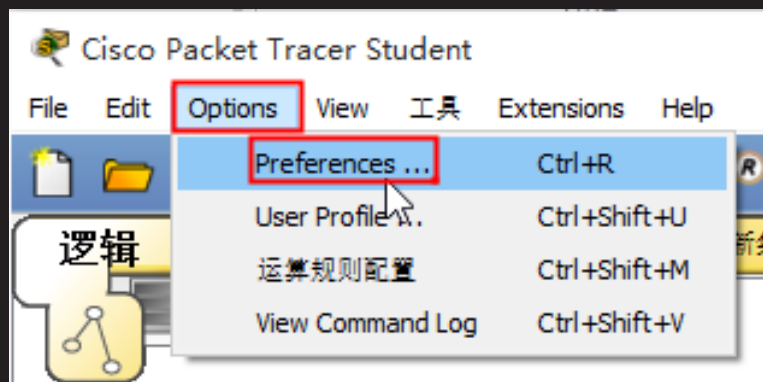 Cisco Packet Tracer Student
File Edit Options View 工具 Extensions Help
Preferences ... Ctrl+R
User Profile Ctrl+Shift+U
逻辑
运算规则配置 Ctrl+Shift+M
View Command Log Ctrl+Shift+V